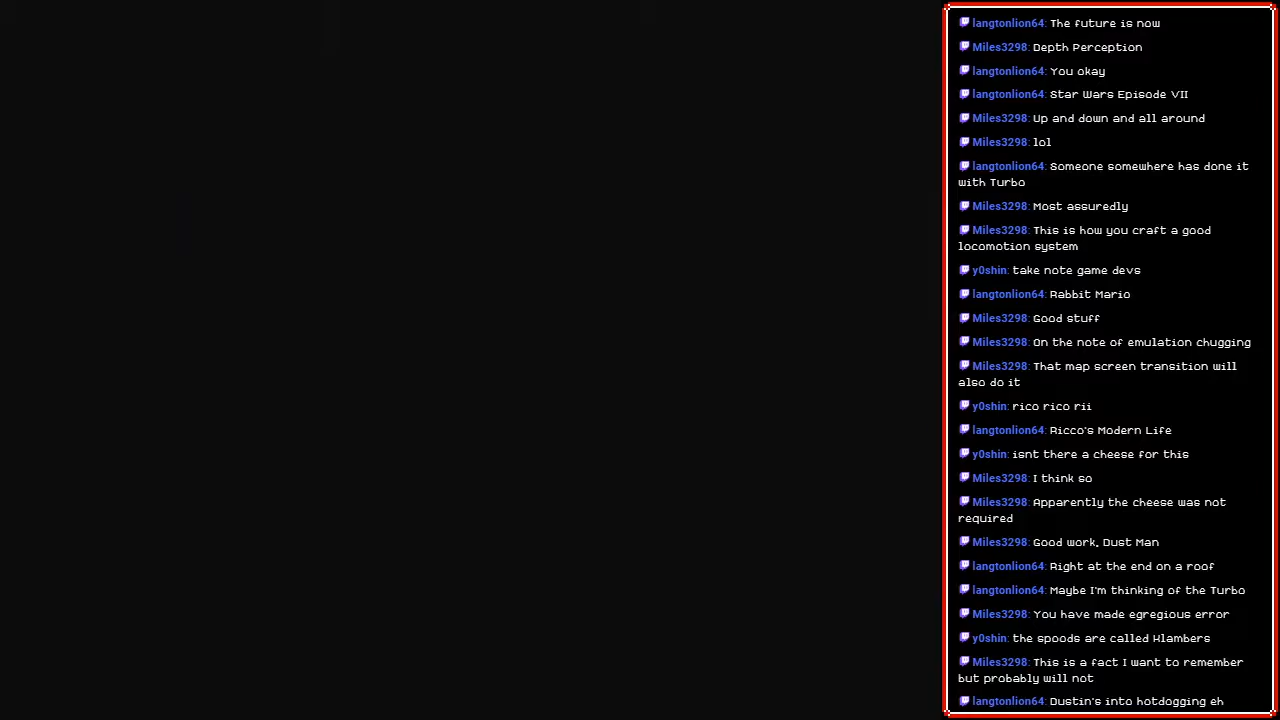 langtonlion64: The future is now
Miles3298: Depth Perception
langtonlion64: You okay
langtonlion64: Star Wars Episode VII
Miles3298: Up and down and all around
Miles3298: lol
langtonlion64: Someone somewhere has done it
with Turbo
Miles3298: Most assuredly
Miles3298: This is how you craft a good
locomotion system
y0shin: take note game devs
langtonlion64: Rabbit Mario
Miles3298: Good stuff
Miles3298: On the note of emulation chugging
Miles3298: That map screen transition will
also do it
y0shin: rico rico rii
langtonlion64: Ricco's Modern Life
y0shin: isnt there a cheese for this
Miles3298: I think so
Miles3298: Apparently the cheese was not
required
Miles3298: Good work, Dust Man
langtonlion64: Right at the end on a roof
langtonlion64: Maybe I'm thinking of the Turbo
Miles3298: You have made egregious error
y0shin: the spoods are called Klambers
Miles3298: This is a fact I want to remember
but probably will not
langtonlion64: Dustin's into hotdogging eh